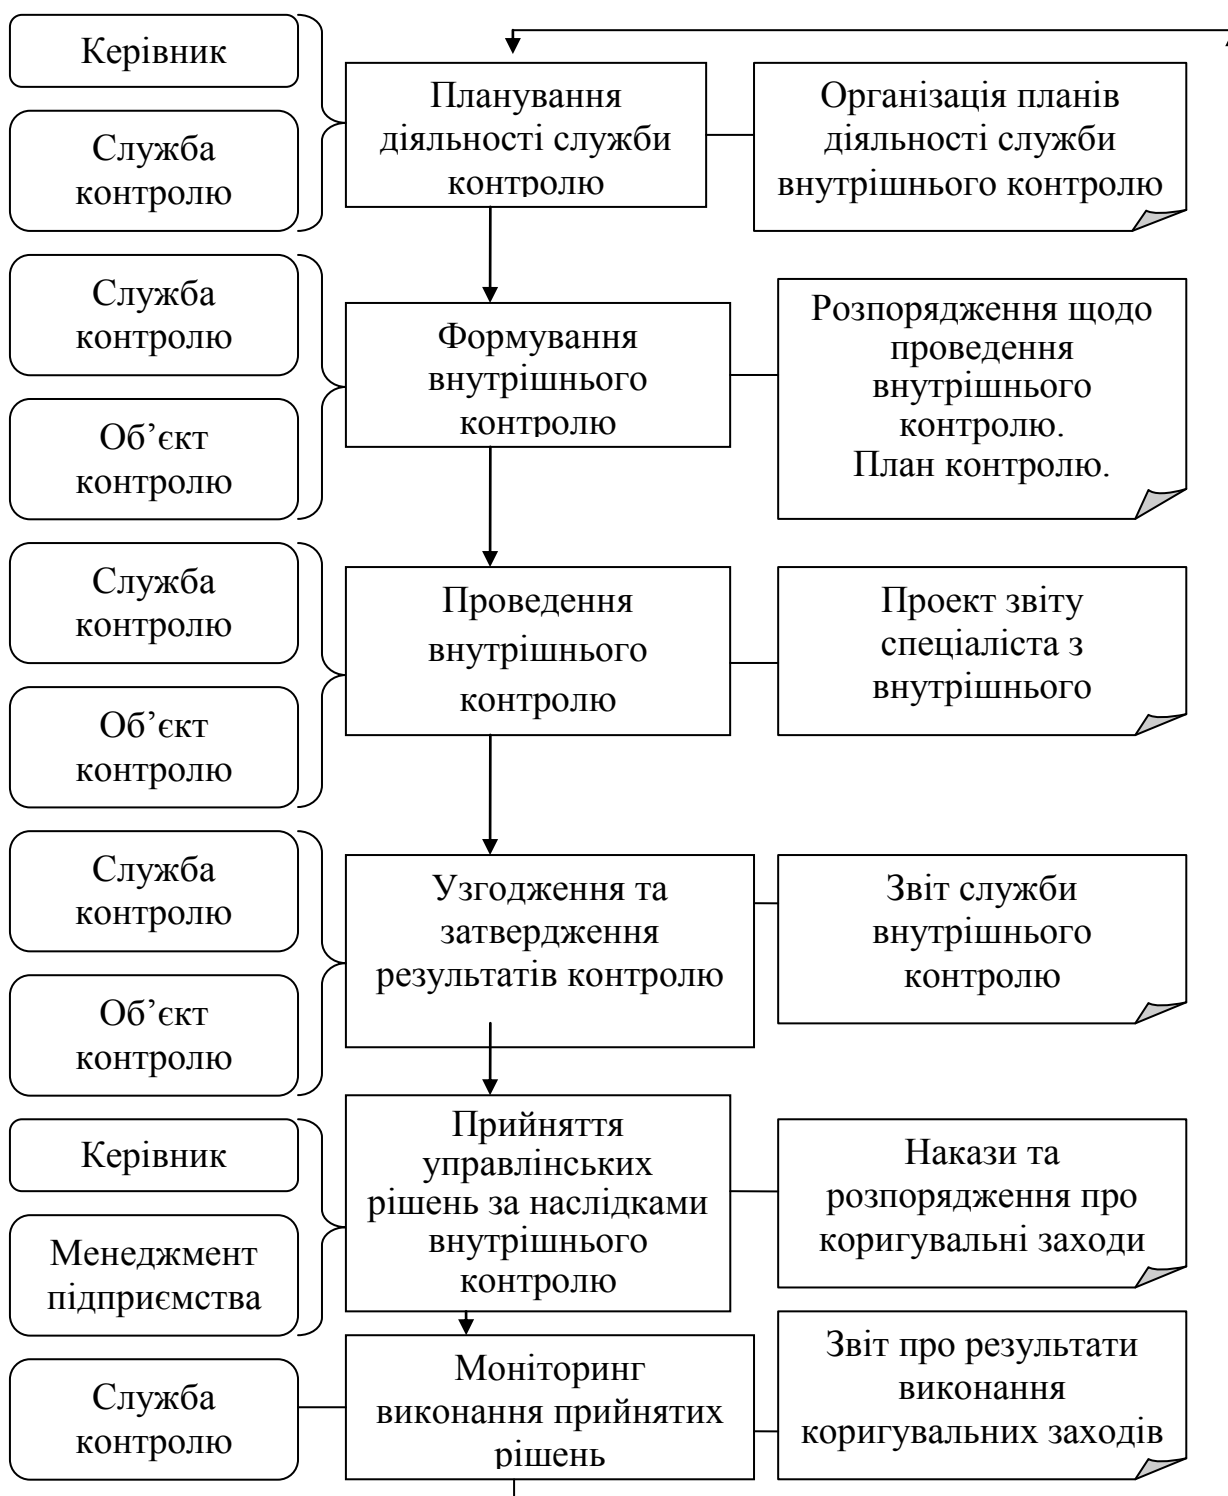 Керівник
Служба
контролю
Планування
діяльності служби
контролю
Організація планів
діяльності служби
внутрішнього контролю
Служба
контролю
Об’єкт
контролю
Формування
внутрішнього
контролю
Розпорядження щодо
проведення
внутрішнього
контролю.
План контролю.
Служба
контролю
Об’єкт
контролю
Проведення
внутрішнього
контролю
Проект звіту
спеціаліста з
внутрішнього
Служба
контролю
Об’єкт
контролю
Узгодження та
затвердження
результатів контролю
Звіт служби
внутрішнього
контролю
Керівник
Менеджмент
підприємства
Прийняття
управлінських
рішень за наслідками
внутрішнього
контролю
Накази та
розпорядження про
коригувальні заходи
Служба
контролю
Моніторинг
виконання прийнятих
рішень
Звіт про результати
виконання
коригувальних заходів